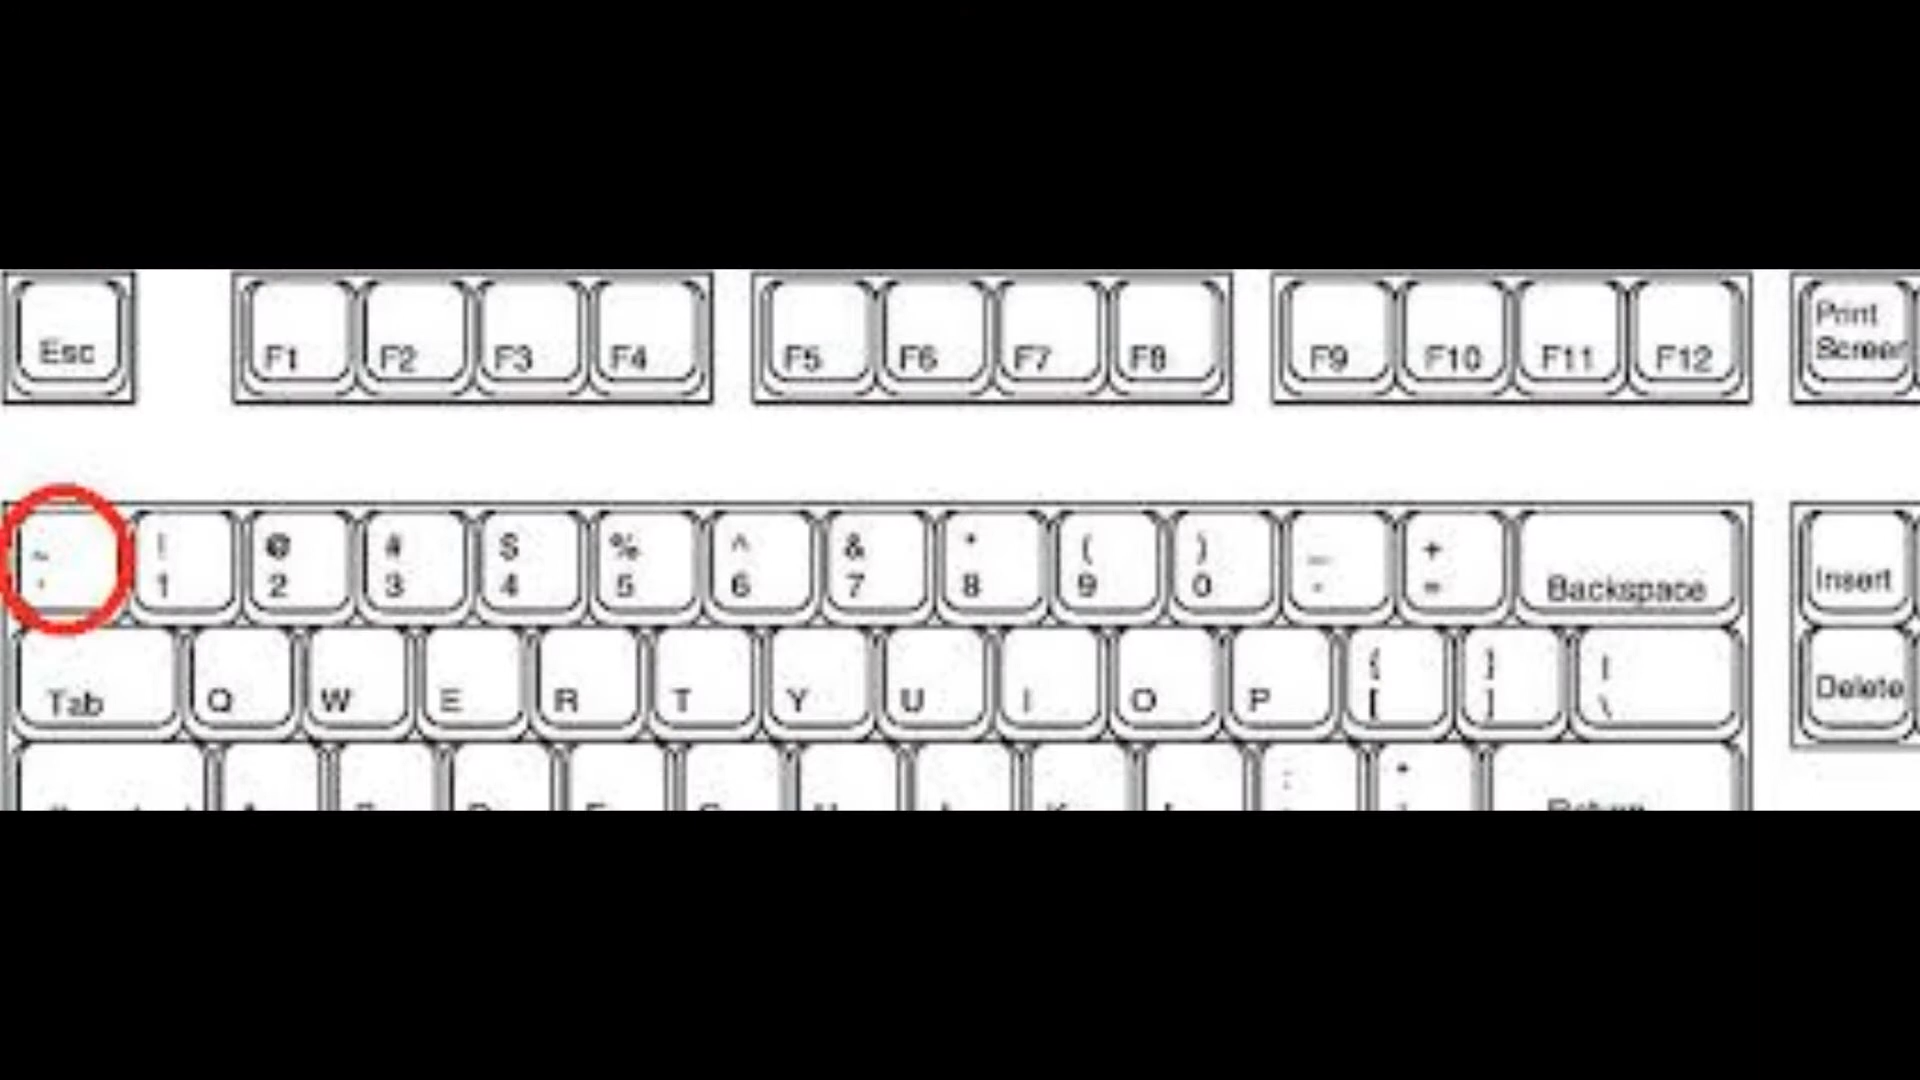 Esc F1 F2 F3 F4 F5 F6 F7 F8 F9 F10 F11 F12 Print
Screen
~ ! @ # $ % ^ & * ( ) _ +
` 1 2 3 4 5 6 7 8 9 0 - = Backspace Insert
{ } |
Tab Q W E R T Y U I O P [ ] \ Delete